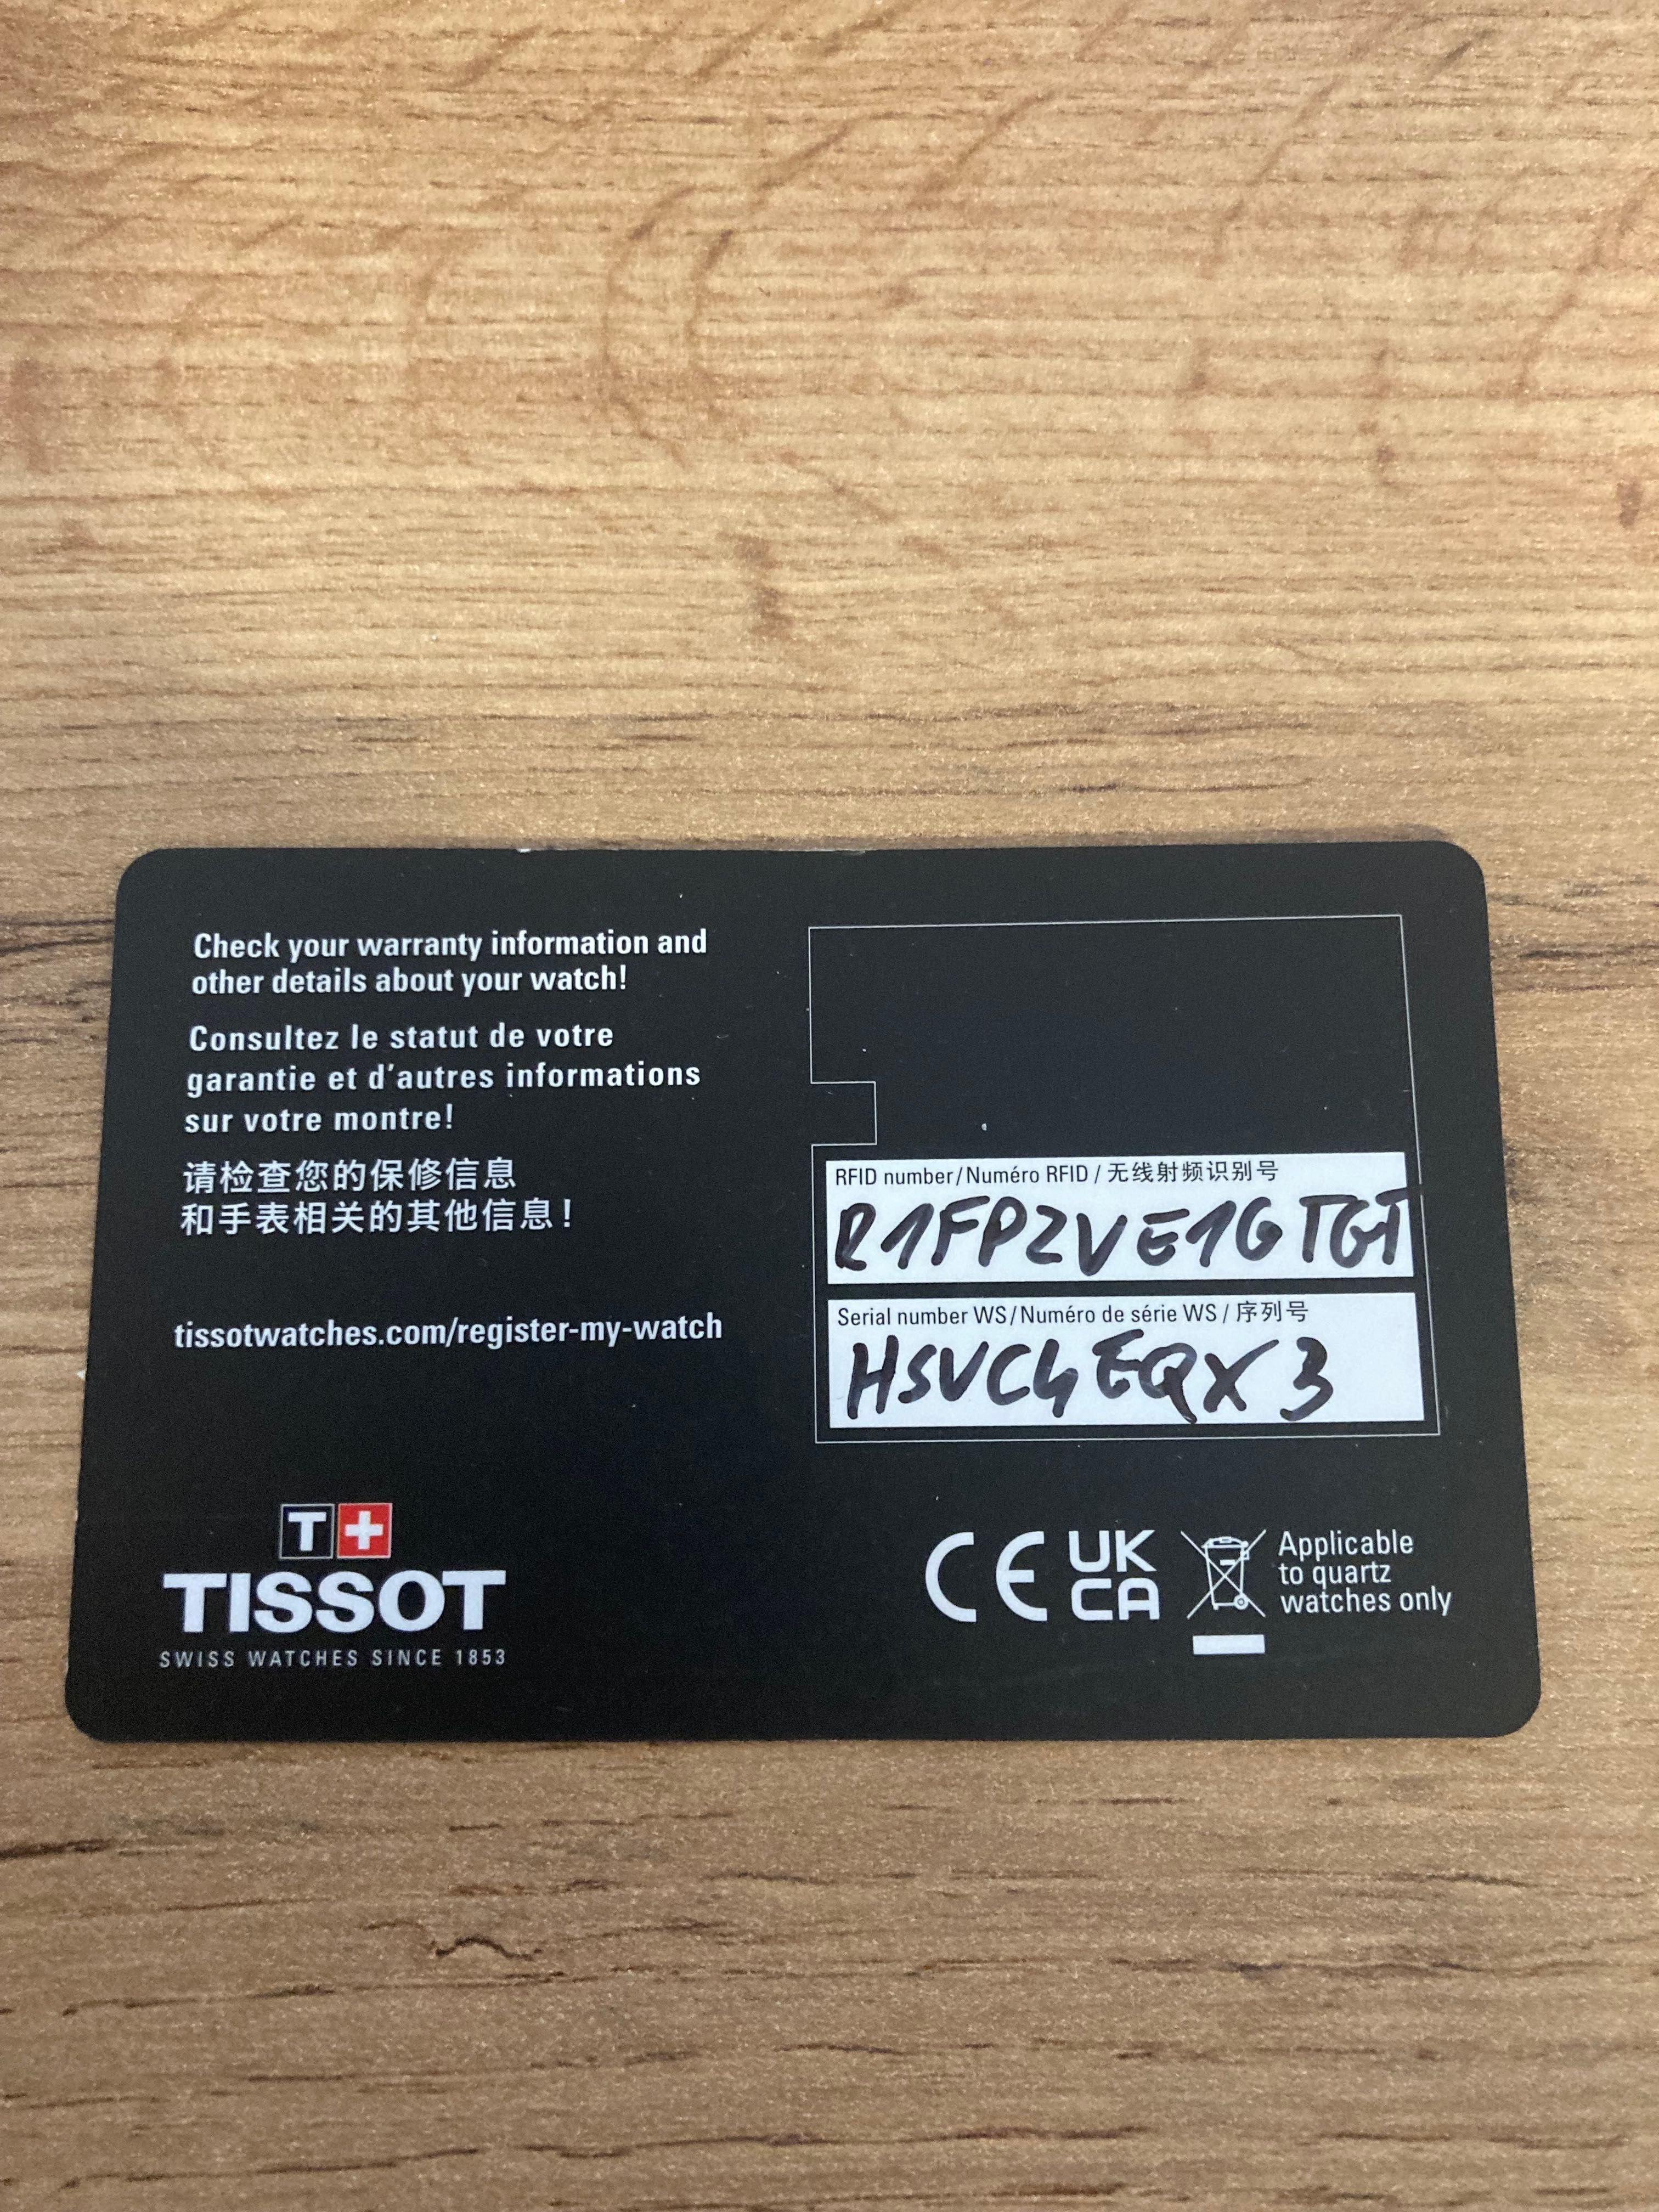 Check your warranty information and
other details about your watch!
Consultez le statut de votre
garantie et d'autres informations
sur votre montre!
请检查您的保修信息
和手表相关的其他信息!
tissotwatches.com/register-my-watch
RFID number/Numéro RFID / 无线射频识别号
R1FPZVE1GTGT
Serial number WS/Numéro de série WS / 序列号
HSVC4EQX3
T+
TISSOT
SWISS WATCHES SINCE 1853
CE UK
CA
Applicable
to quartz
watches only